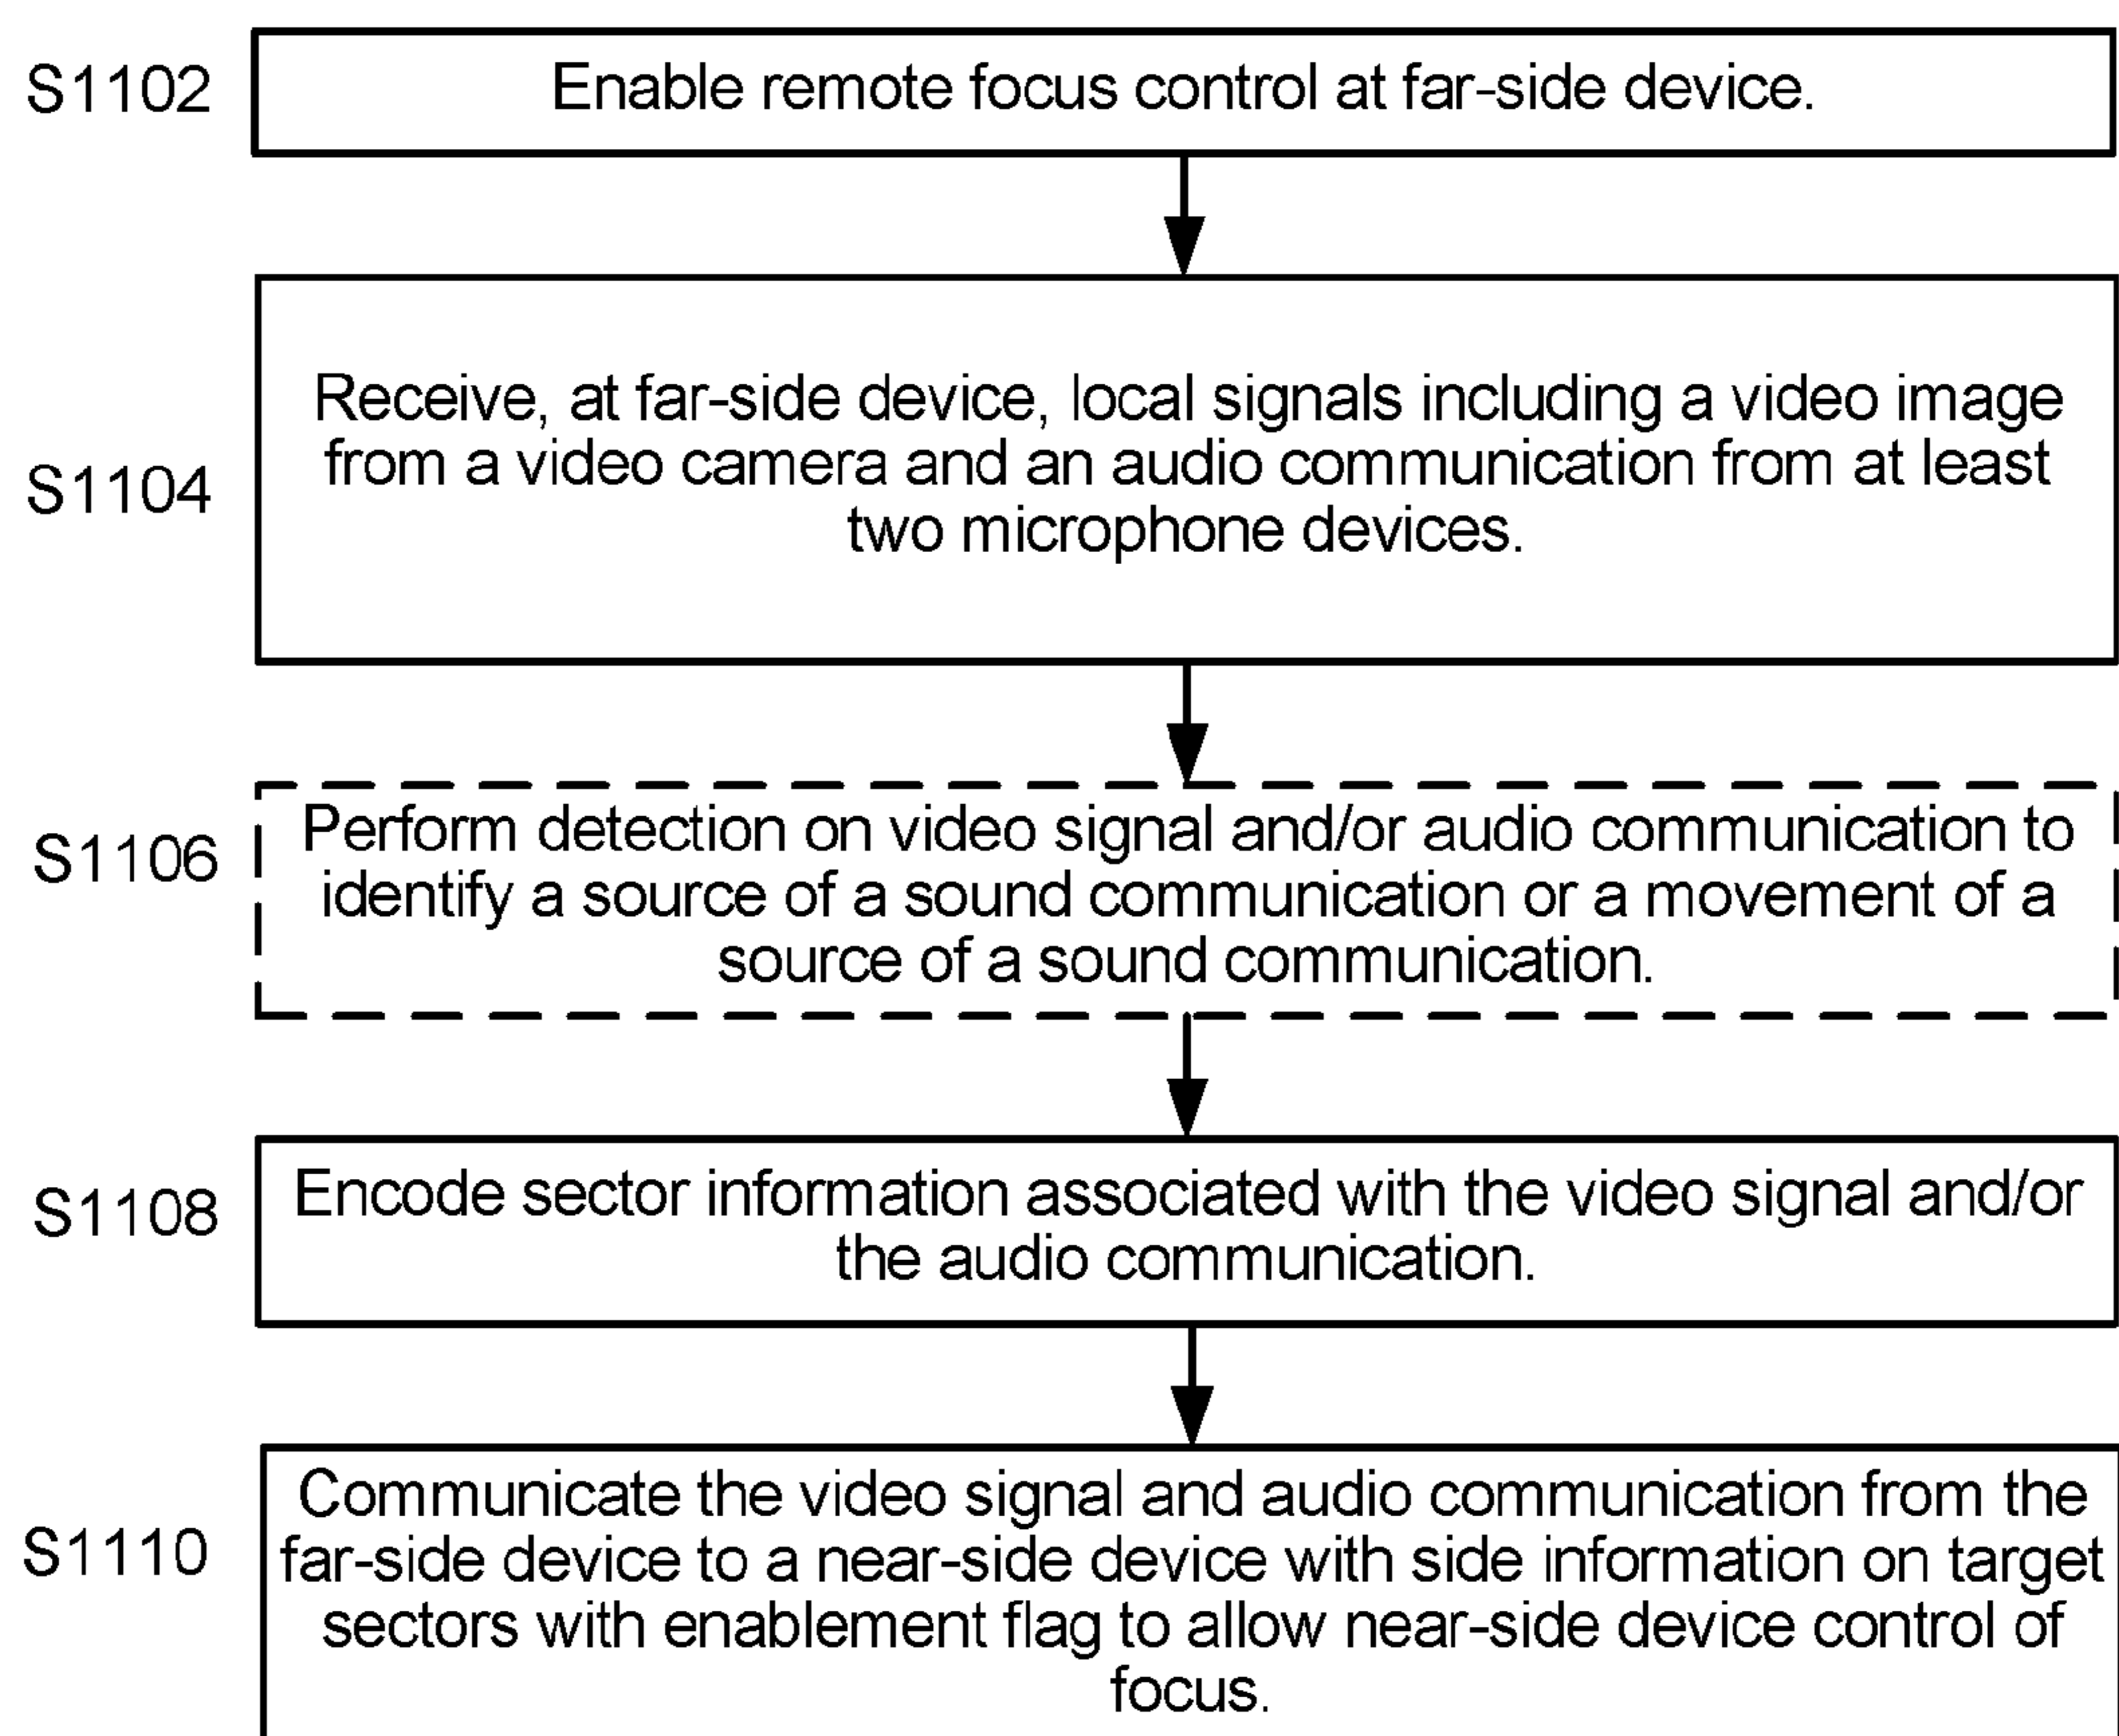 S1102
Enable remote focus control at far-side device.
S1104
Receive, at far-side device, local signals including a video image
from a video camera and an audio communication from at least
two microphone devices.
S1106
Perform detection on video signal and/or audio communication to
identify a source of a sound communication or a movement of a
source of a sound communication.
S1108
Encode sector information associated with the video signal and/or
the audio communication.
S1110
Communicate the video signal and audio communication from the
far-side device to a near-side device with side information on target
sectors with enablement flag to allow near-side device control of
focus.